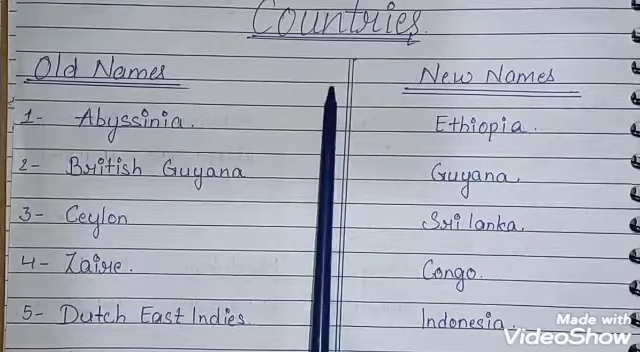 Countries
Old Names New Names
1- Abyssinia. Ethiopia.
2- British Guyana Guyana.
3- Ceylon Sri lanka.
4- Zaire. Congo.
5- Dutch East Indies. Indonesia.
Made with
VideoShow